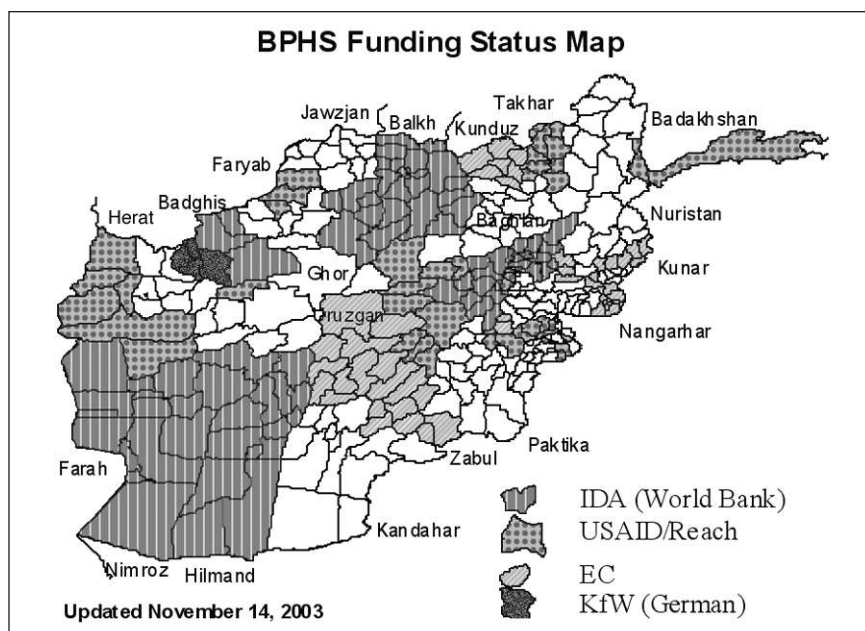 BPHS Funding Status Map
Takhar
Jawzjan
Balkh
Kunduz
Badakhshan
Faryab
Badghis
Herat
Nuristan
Baghlan
Ghor
Kunar
ruzgan
Nangarhar
Farah
Zabul
Paktika
Kandahar
Nimroz
Hilmand
IDA (World Bank)
USAID/Reach
EC
KfW (German)
Updated November 14, 2003